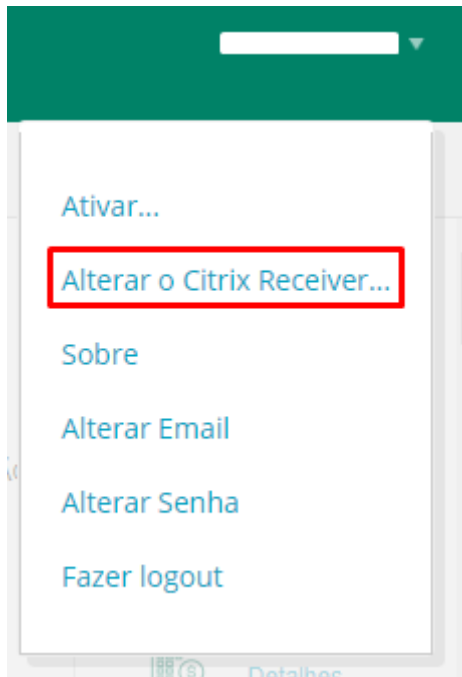 Ativar...
Alterar o Citrix Receiver...
Sobre
Alterar Email
Alterar Senha
Fazer logout
Detalhes